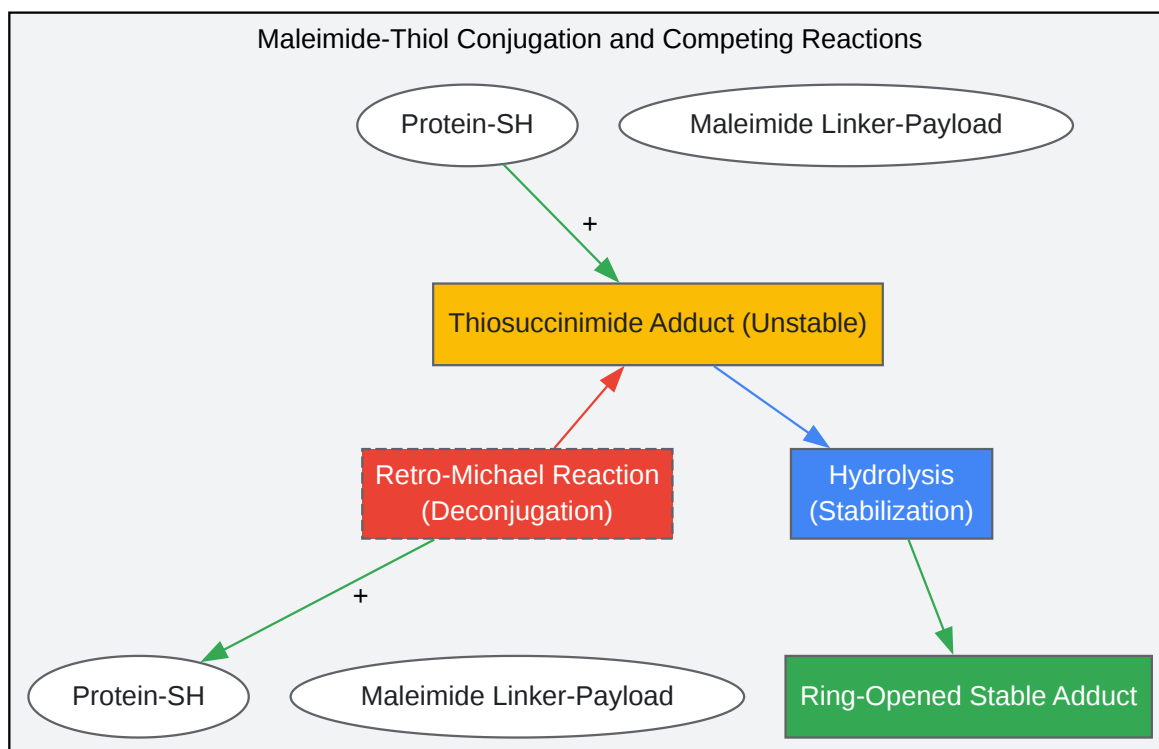 Maleimide-Thiol Conjugation and Competing Reactions
Protein-SH
Maleimide Linker-Payload
+
Thiosuccinimide Adduct (Unstable)
Retro-Michael Reaction
(Deconjugation)
Hydrolysis
(Stabilization)
+
Protein-SH
Maleimide Linker-Payload
Ring-Opened Stable Adduct